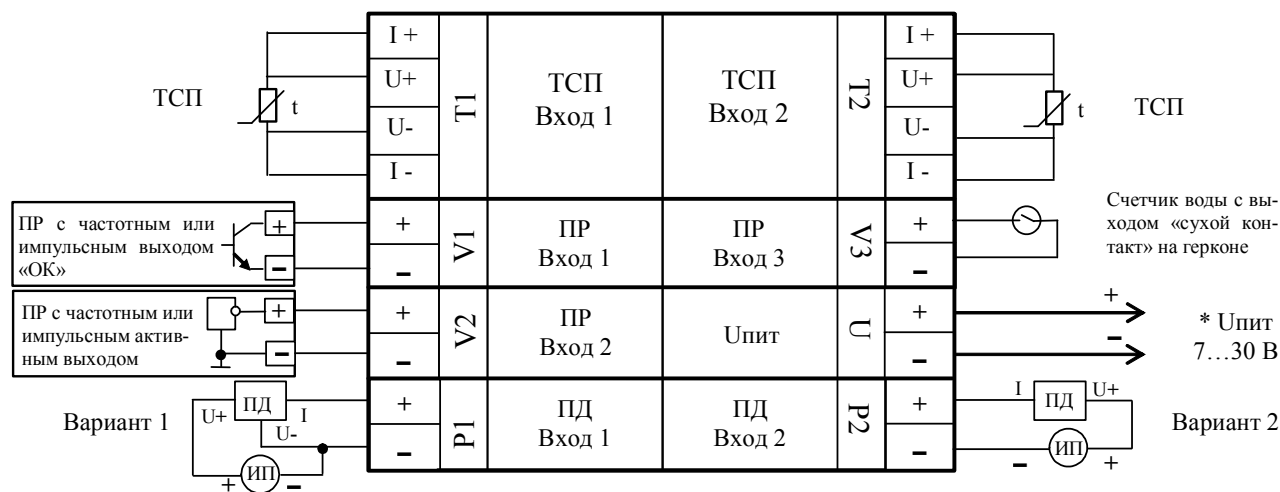 I +
I +
U+
U+
ТСП
T1
ТСП
Вход 1
ТСП
Вход 2
T2
ТСП
t
t
U-
U-
I -
I -
ПР с частотным или
импульсным выходом
«ОК»
+
−
+
−
V1
ПР
Вход 1
ПР
Вход 3
V3
+
−
Счетчик воды с вы-
ходом «сухой кон-
такт» на герконе
ПР с частотным или
импульсным актив-
ным выходом
+
−
+
−
V2
ПР
Вход 2
Uпит
U
+
−
+
−
* Uпит
7…30 В
Вариант 1
U+
ПД
I
U-
+
ИП
−
+
−
P1
ПД
Вход 1
ПД
Вход 2
P2
+
−
I
ПД
U+
−
ИП
+
Вариант 2